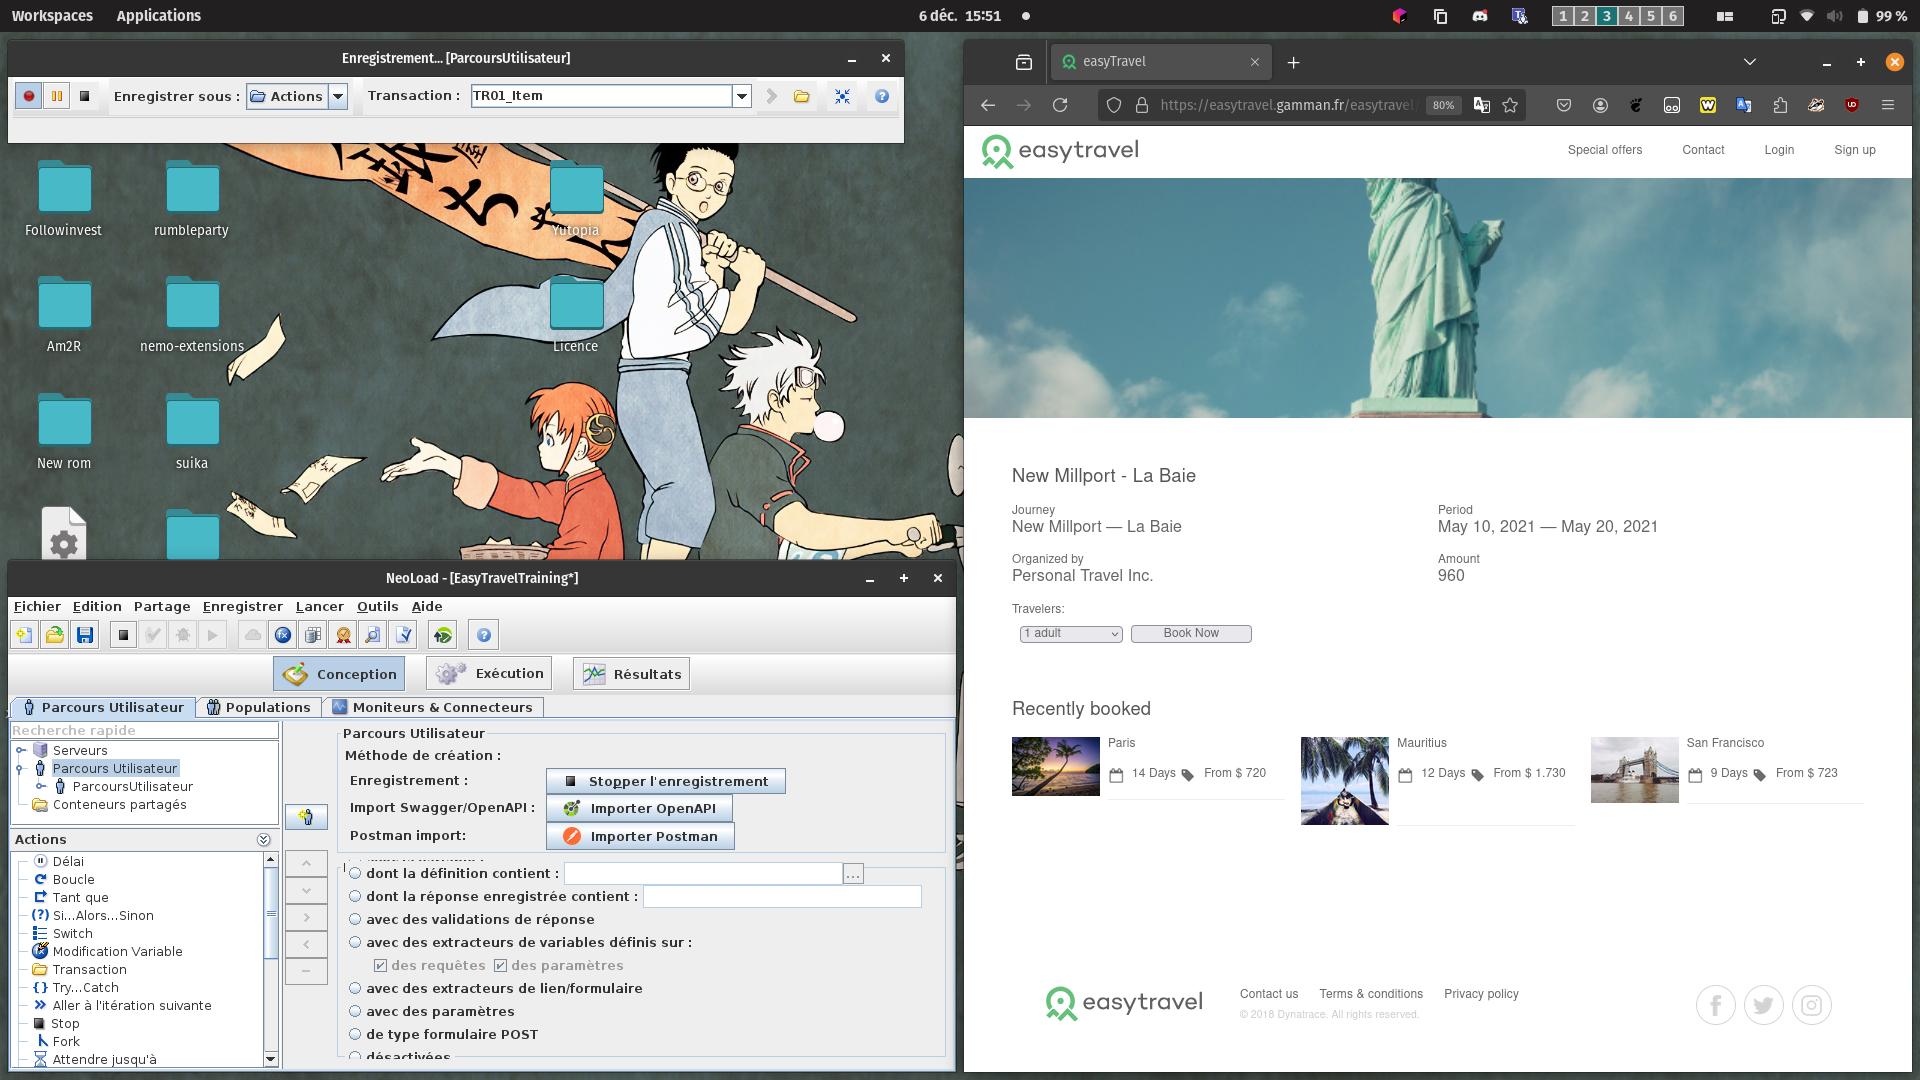 Workspaces
Applications
6 déc. 15:51
1 2 3 4 5 6
99 %
Enregistrement... [ParcoursUtilisateur]
Enregistrer sous :
Actions
Transaction :
TR01_Item
Followinvest
rumbleparty
Yutopia
Am2R
nemo-extensions
Licence
New rom
suika
NeoLoad - [EasyTravelTraining*]
Fichier Edition Partage Enregistrer Lancer Outils Aide
Conception
Exécution
Résultats
Parcours Utilisateur
Populations
Moniteurs & Connecteurs
Recherche rapide
Serveurs
Parcours Utilisateur
ParcoursUtilisateur
Conteneurs partagés
Actions
Délai
Boucle
Tant que
Si...Alors...Sinon
Switch
Modification Variable
Transaction
Try...Catch
Aller à l'itération suivante
Stop
Fork
Attendre jusqu'à
Parcours Utilisateur
Méthode de création :
Enregistrement :
Stopper l'enregistrement
Import Swagger/OpenAPI :
Importer OpenAPI
Postman import:
Importer Postman
dont la définition contient :
...
dont la réponse enregistrée contient :
avec des validations de réponse
avec des extracteurs de variables définis sur :
des requêtes
des paramètres
avec des extracteurs de lien/formulaire
avec des paramètres
de type formulaire POST
désactivées
easyTravel
https://easytravel.gamman.fr/easytravel/
80%
easytravel
Special offers
Contact
Login
Sign up
New Millport - La Baie
Journey
New Millport — La Baie
Period
May 10, 2021 — May 20, 2021
Organized by
Personal Travel Inc.
Amount
960
Travelers:
1 adult
Book Now
Recently booked
Paris
14 Days
From $ 720
Mauritius
12 Days
From $ 1.730
San Francisco
9 Days
From $ 723
easytravel
Contact us
Terms & conditions
Privacy policy
© 2018 Dynatrace. All rights reserved.